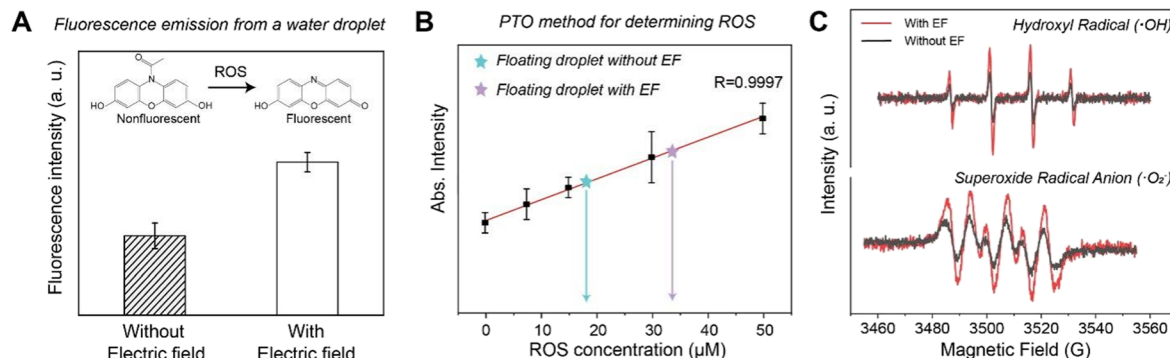 A
Fluorescence emission from a water droplet
Fluorescence intensity (a. u.)
O
N
HO
OH
Nonfluorescent
ROS
N
HO
O
O
Fluorescent
Without
Electric field
With
Electric field
B
PTO method for determining ROS
Abs. Intensity
Floating droplet without EF
Floating droplet with EF
R=0.9997
0
10
20
30
40
50
ROS concentration (µM)
C
With EF
Without EF
Hydroxyl Radical (·OH)
Superoxide Radical Anion (·O₂⁻)
Intensity (a. u.)
3460
3480
3500
3520
3540
3560
Magnetic Field (G)